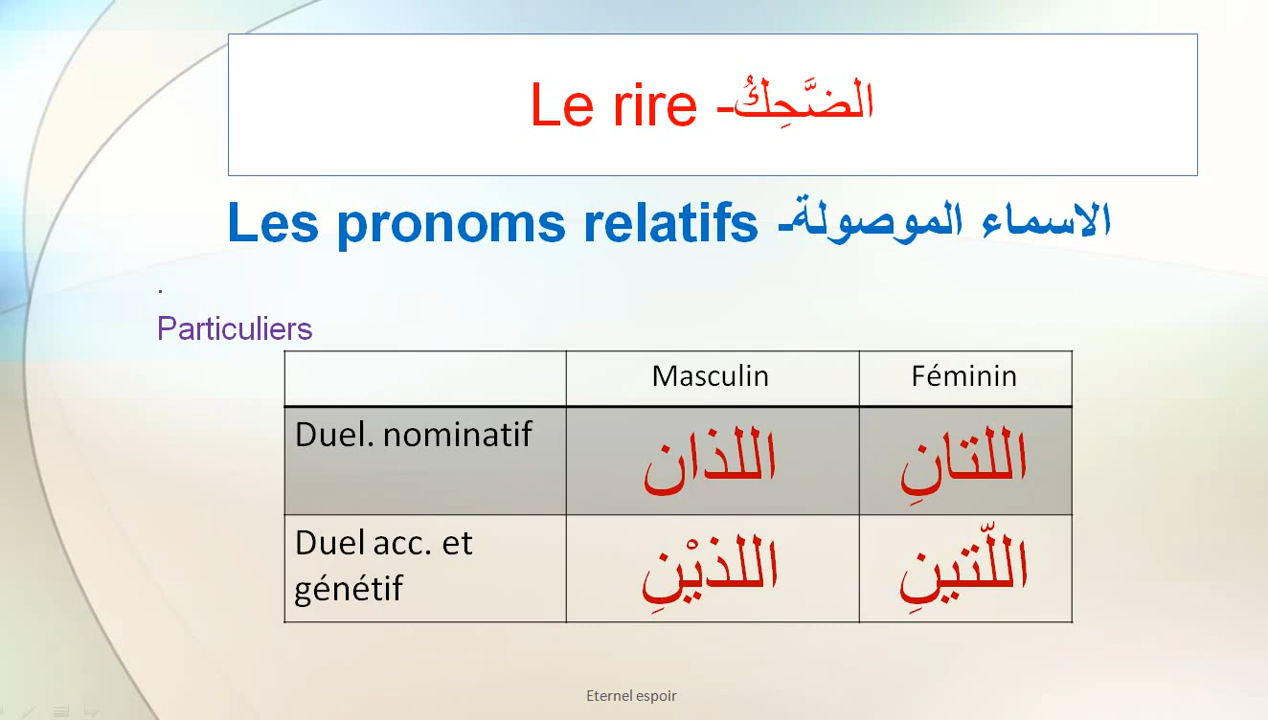 Le rire -الضَّحِكُ
Les pronoms relatifs -الاسماء الموصولة
.
Particuliers
Masculin Féminin
Duel. nominatif اللذان اللتانِ
Duel acc. et اللذيْنِ اللّتينِ
génétif
Eternel espoir